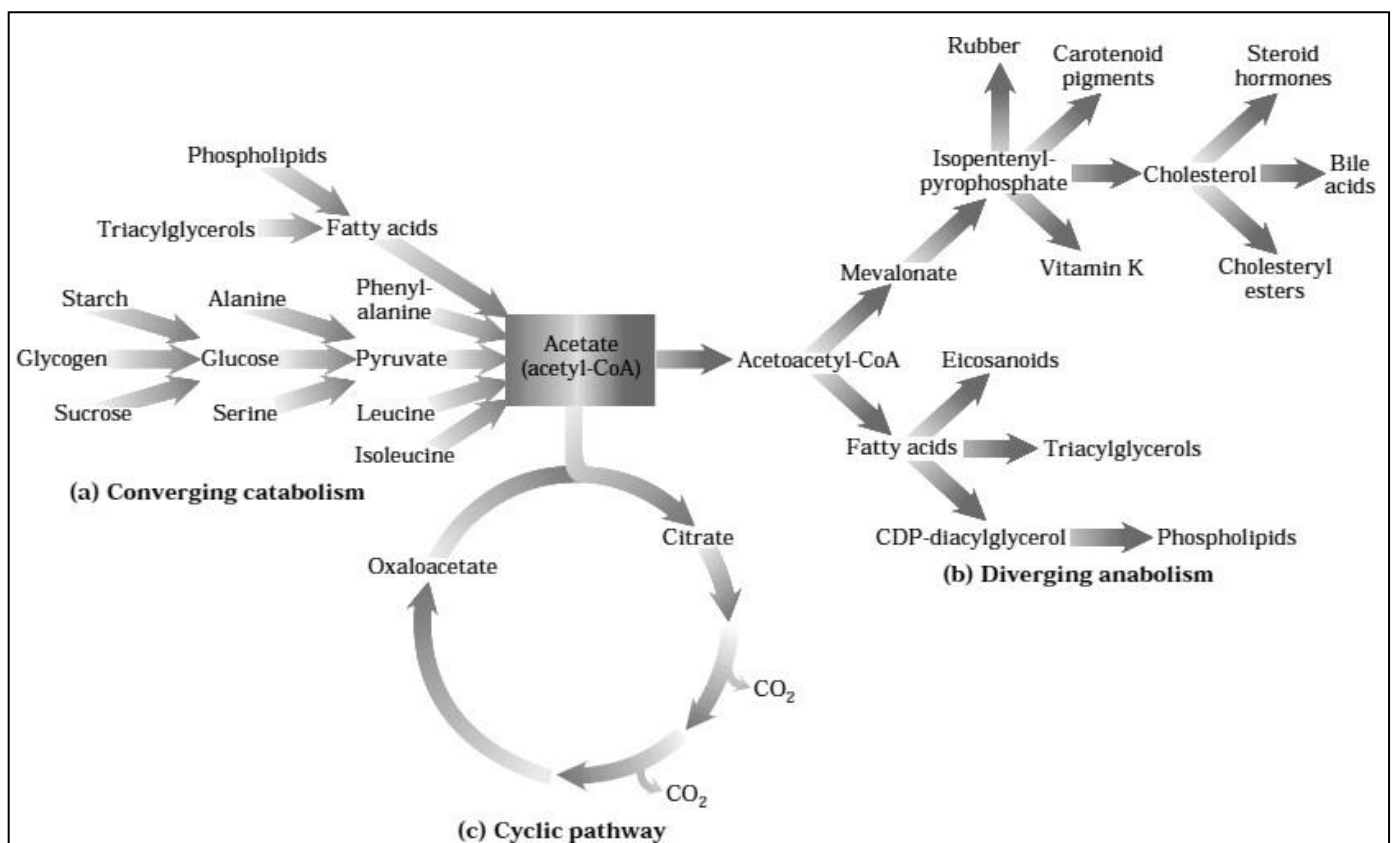 Rubber
Carotenoid
pigments
Steroid
hormones
Phospholipids
Isopentenyl-
pyrophosphate
Cholesterol
Bile
acids
Triacylglycerols
Fatty acids
Mevalonate
Vitamin K
Cholesteryl
esters
Starch
Alanine
Phenyl-
alanine
Glycogen
Glucose
Pyruvate
Acetate
(acetyl-CoA)
Acetoacetyl-CoA
Eicosanoids
Sucrose
Serine
Leucine
Isoleucine
Fatty acids
Triacylglycerols
(a) Converging catabolism
CDP-diacylglycerol
Phospholipids
(b) Diverging anabolism
Oxaloacetate
Citrate
CO2
CO2
(c) Cyclic pathway